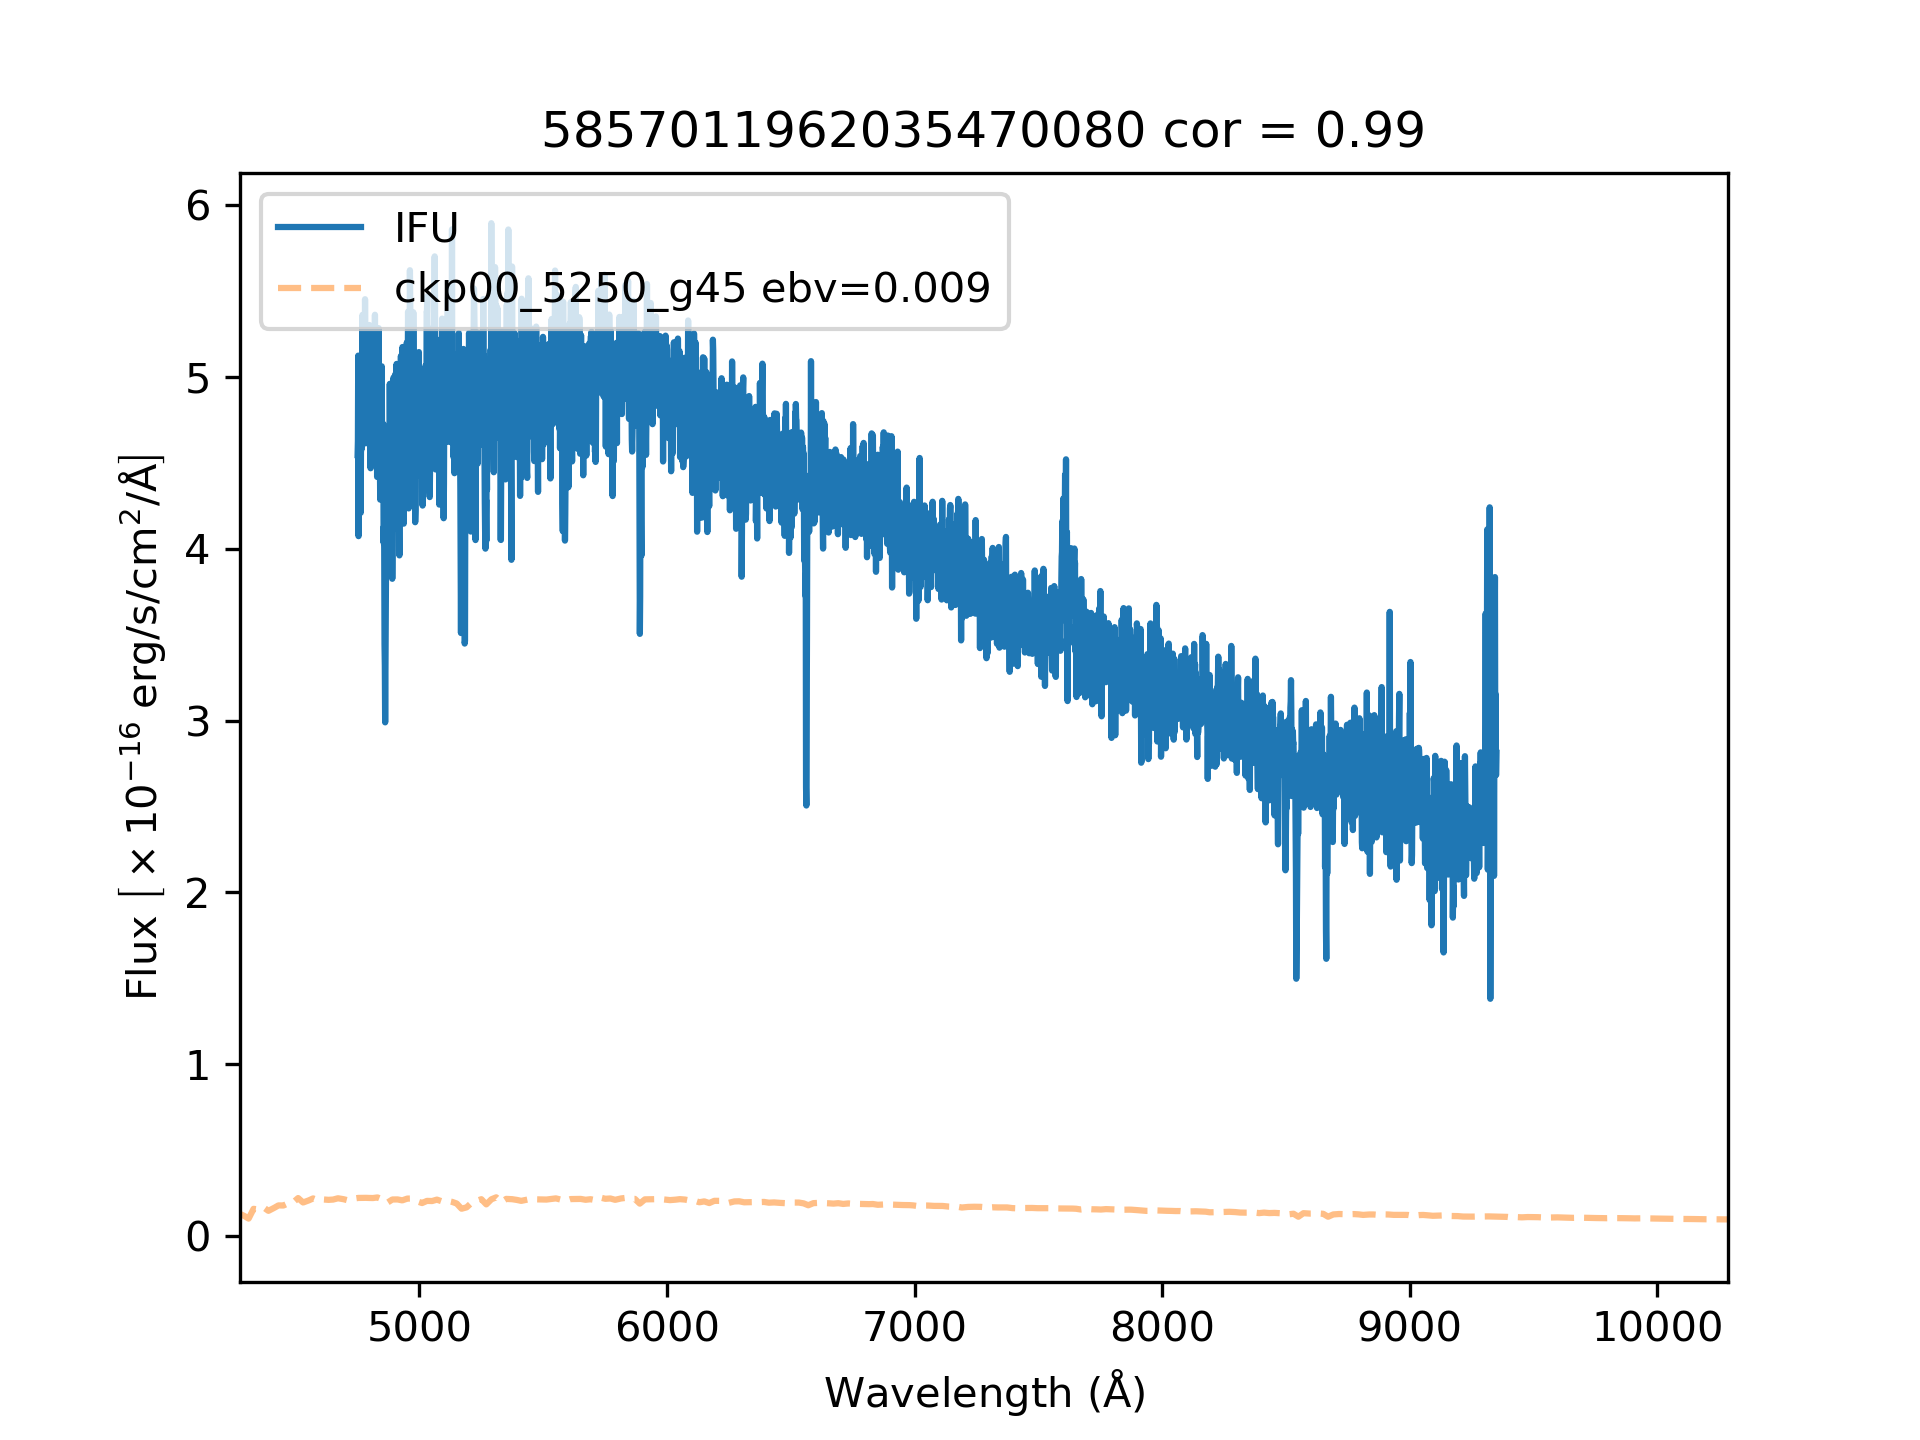 5857011962035470080 cor = 0.99
IFU
ckp00_5250_g45 ebv=0.009
6
5
4
3
2
1
0
Flux [× 10⁻¹⁶ erg/s/cm²/Å]
5000 6000 7000 8000 9000 10000
Wavelength (Å)